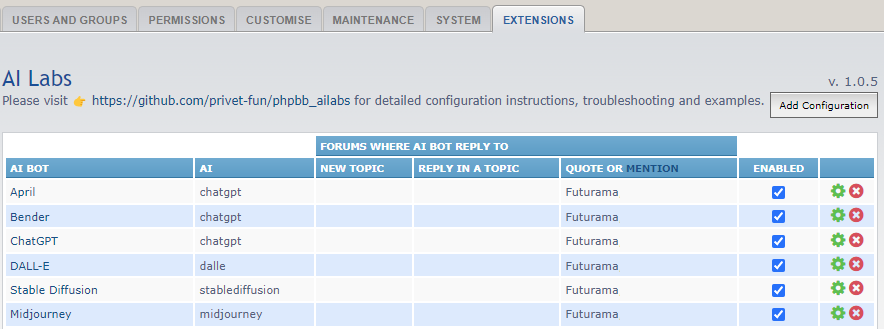 USERS AND GROUPS PERMISSIONS CUSTOMISE MAINTENANCE SYSTEM EXTENSIONS
AI Labs
v. 1.0.5
Please visit 👉 https://github.com/privet-fun/phpbb_ailabs for detailed configuration instructions, troubleshooting and examples.
Add Configuration
FORUMS WHERE AI BOT REPLY TO
AI BOT AI NEW TOPIC REPLY IN A TOPIC QUOTE OR MENTION ENABLED
April chatgpt Futurama
Bender chatgpt Futurama
ChatGPT chatgpt Futurama
DALL-E dalle Futurama
Stable Diffusion stablediffusion Futurama
Midjourney midjourney Futurama